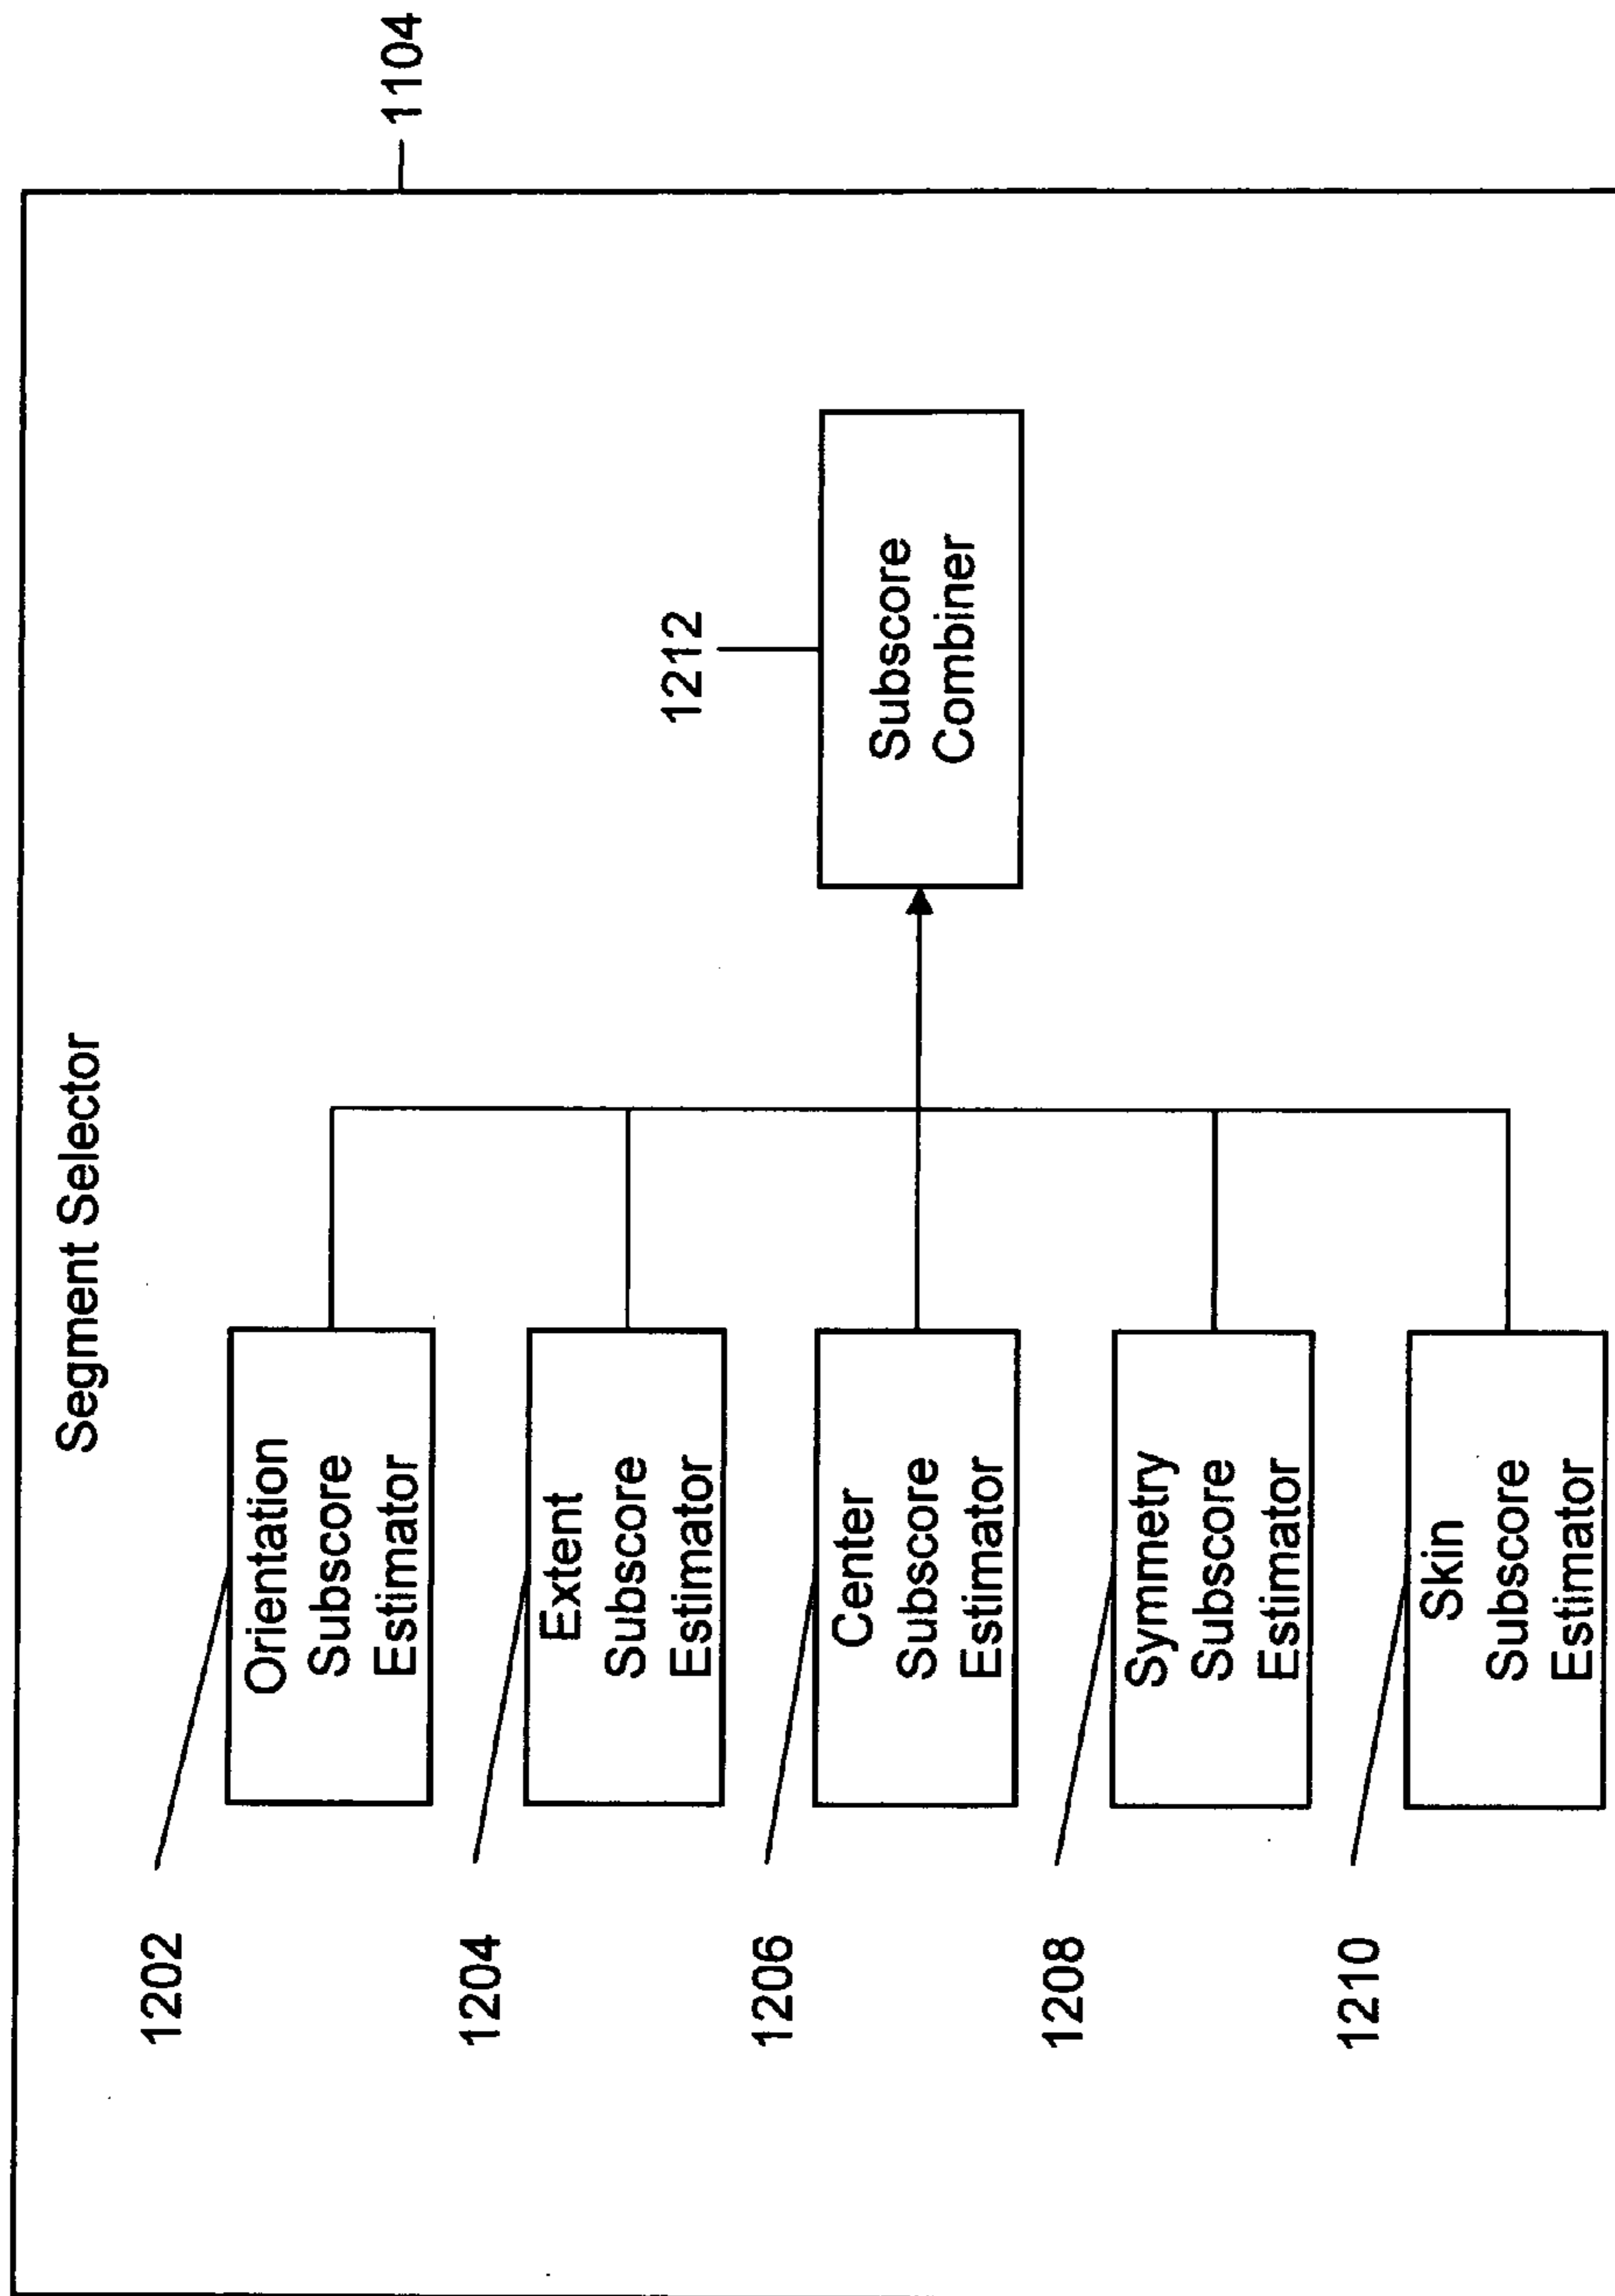 Segment Selector
1104
1202
Orientation
Subscore
Estimator
1204
Extent
Subscore
Estimator
1206
Center
Subscore
Estimator
1208
Symmetry
Subscore
Estimator
1210
Skin
Subscore
Estimator
1212
Subscore
Combiner